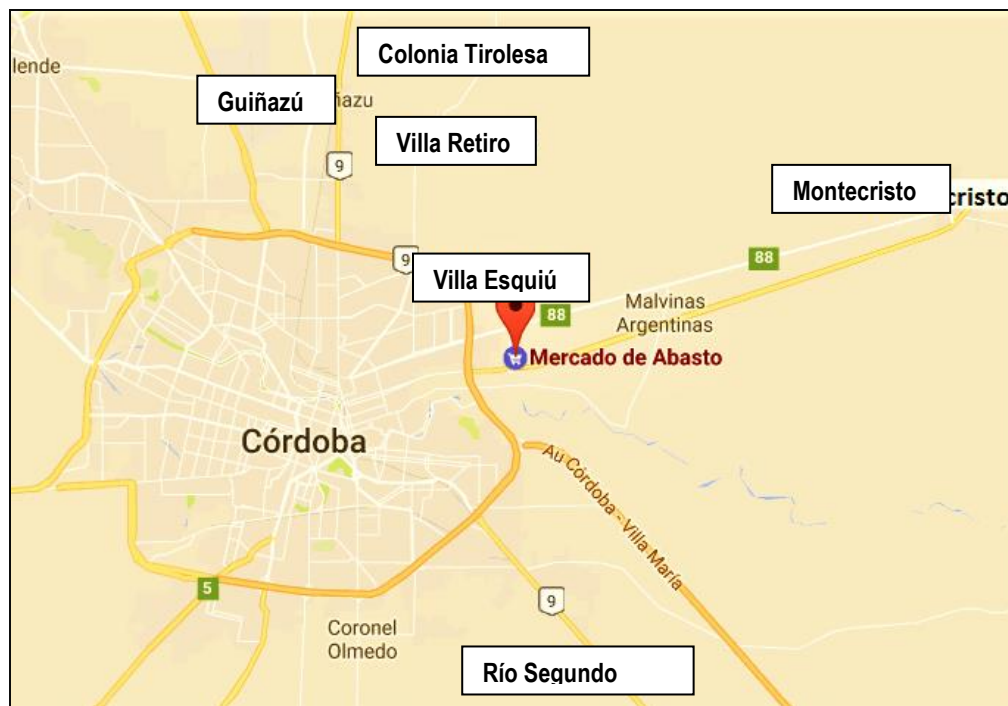 Colonia Tirolesa
lende
Guiñazú
ñazu
Villa Retiro
9
Montecristo
cristo
9
88
Villa Esquiú
88
Malvinas
Argentinas
Mercado de Abasto
Córdoba
Au Córdoba - Villa María
5
9
Coronel
Olmedo
Río Segundo